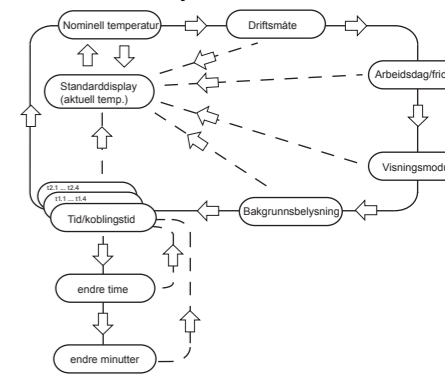 Nominell temperatur
Driftsmåte
Standarddisplay
(aktuell temp.)
Arbeidsdag/fric
Visningsmodu
t2.1 ... t2.4
t1.1 ... t1.4
Tid/koblingstid
Bakgrunnsbelysning
endre time
endre minutter